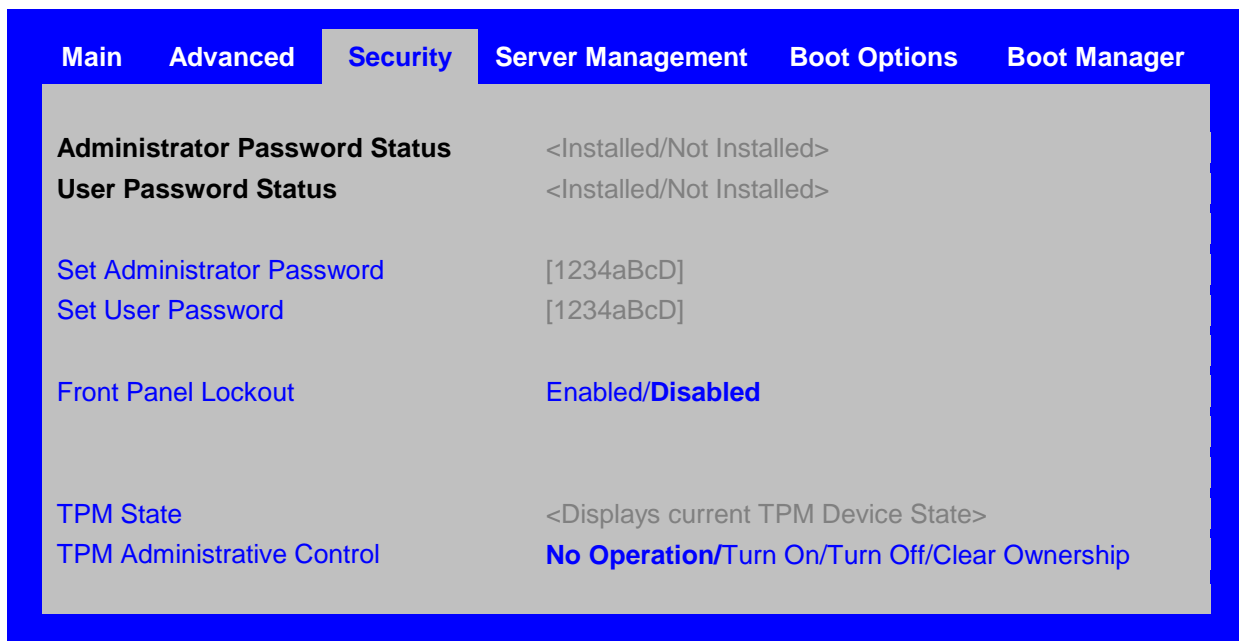 Main Advanced Security Server Management Boot Options Boot Manager
Administrator Password Status <Installed/Not Installed>
User Password Status <Installed/Not Installed>
Set Administrator Password [1234aBcD]
Set User Password [1234aBcD]
Front Panel Lockout Enabled/Disabled
TPM State <Displays current TPM Device State>
TPM Administrative Control No Operation/Turn On/Turn Off/Clear Ownership